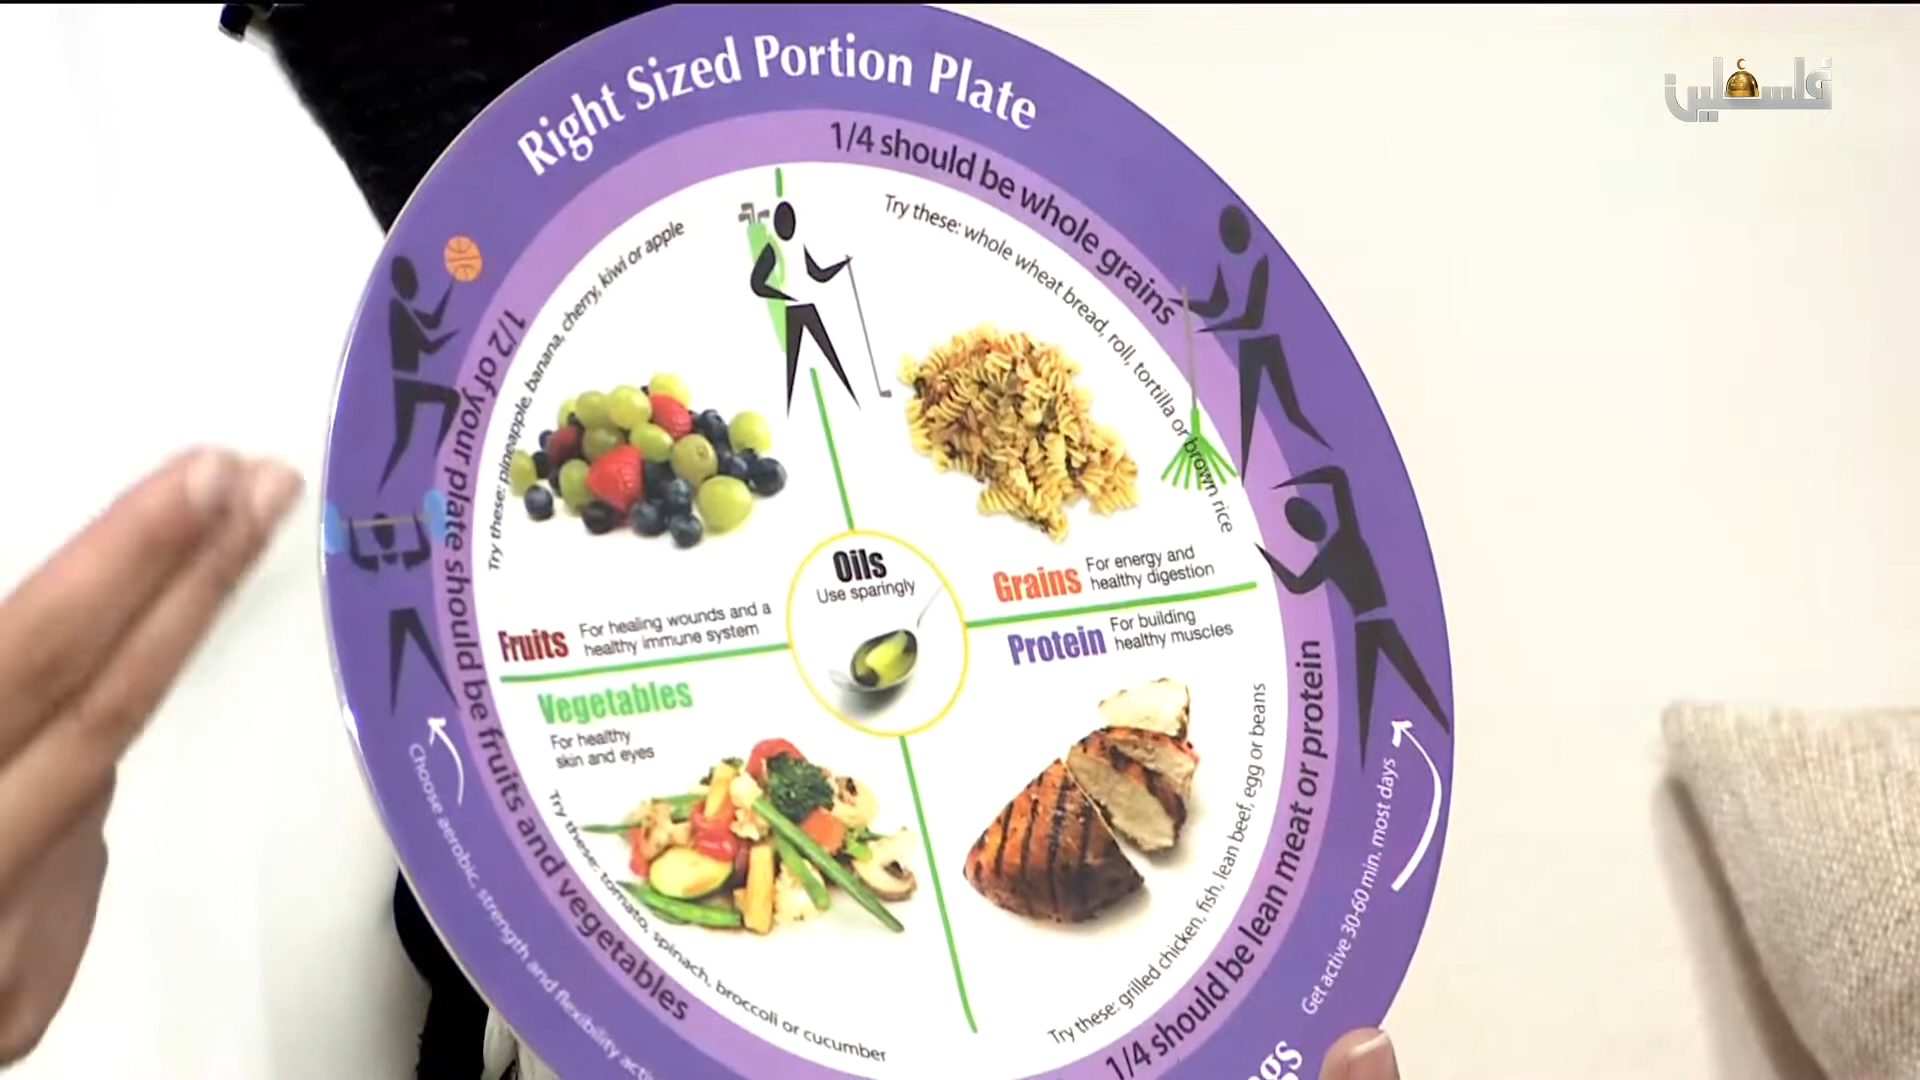 فلسطين
Right Sized Portion Plate
1/4 should be whole grains
Try these: whole wheat bread, roll, tortilla or brown rice
1/2 of your plate should be fruits and vegetables
Try these: pineapple, banana, cherry, kiwi or apple
Oils
Use sparingly
Grains
For energy and
healthy digestion
Fruits
For healing wounds and a
healthy immune system
Protein
For building
healthy muscles
Vegetables
For healthy
skin and eyes
Try these: tomato, spinach, broccoli or cucumber
Try these: grilled chicken, fish, lean beef, egg or beans
1/4 should be lean meat or protein
Choose aerobic, strength and flexibility
Get active 30-60 min. most days